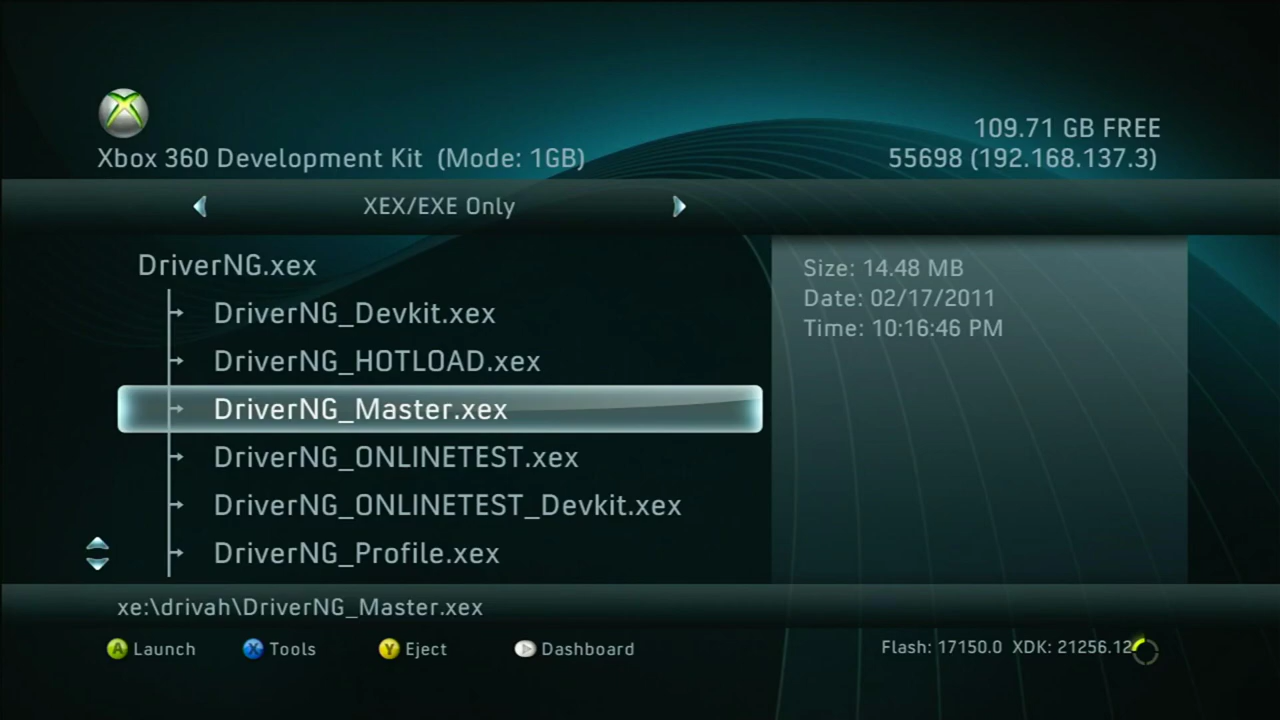 109.71 GB FREE
Xbox 360 Development Kit (Mode: 1GB)
55698 (192.168.137.3)
XEX/EXE Only
DriverNG.xex
DriverNG_Devkit.xex
DriverNG_HOTLOAD.xex
DriverNG_Master.xex
DriverNG_ONLINETEST.xex
DriverNG_ONLINETEST_Devkit.xex
DriverNG_Profile.xex
Size: 14.48 MB
Date: 02/17/2011
Time: 10:16:46 PM
xe:\drivah\DriverNG_Master.xex
A Launch
X Tools
Y Eject
Dashboard
Flash: 17150.0 XDK: 21256.12